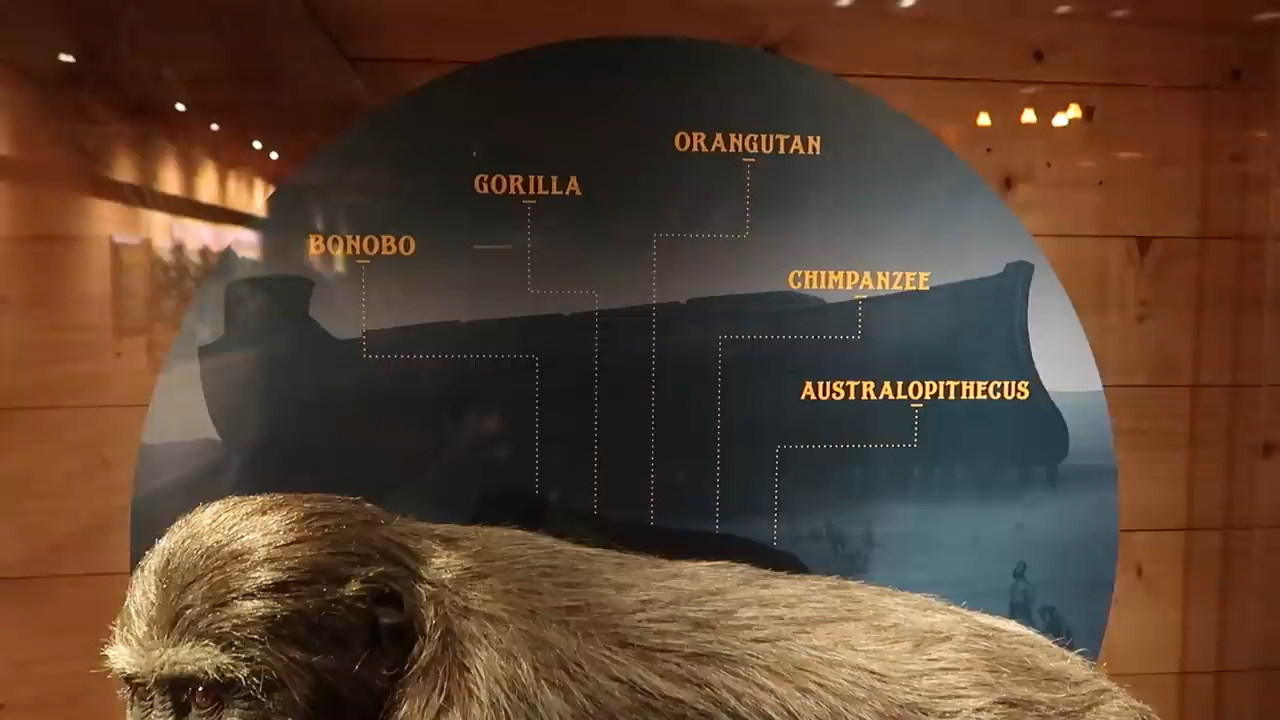 ORANGUTAN
GORILLA
BONOBO
CHIMPANZEE
AUSTRALOPITHECUS